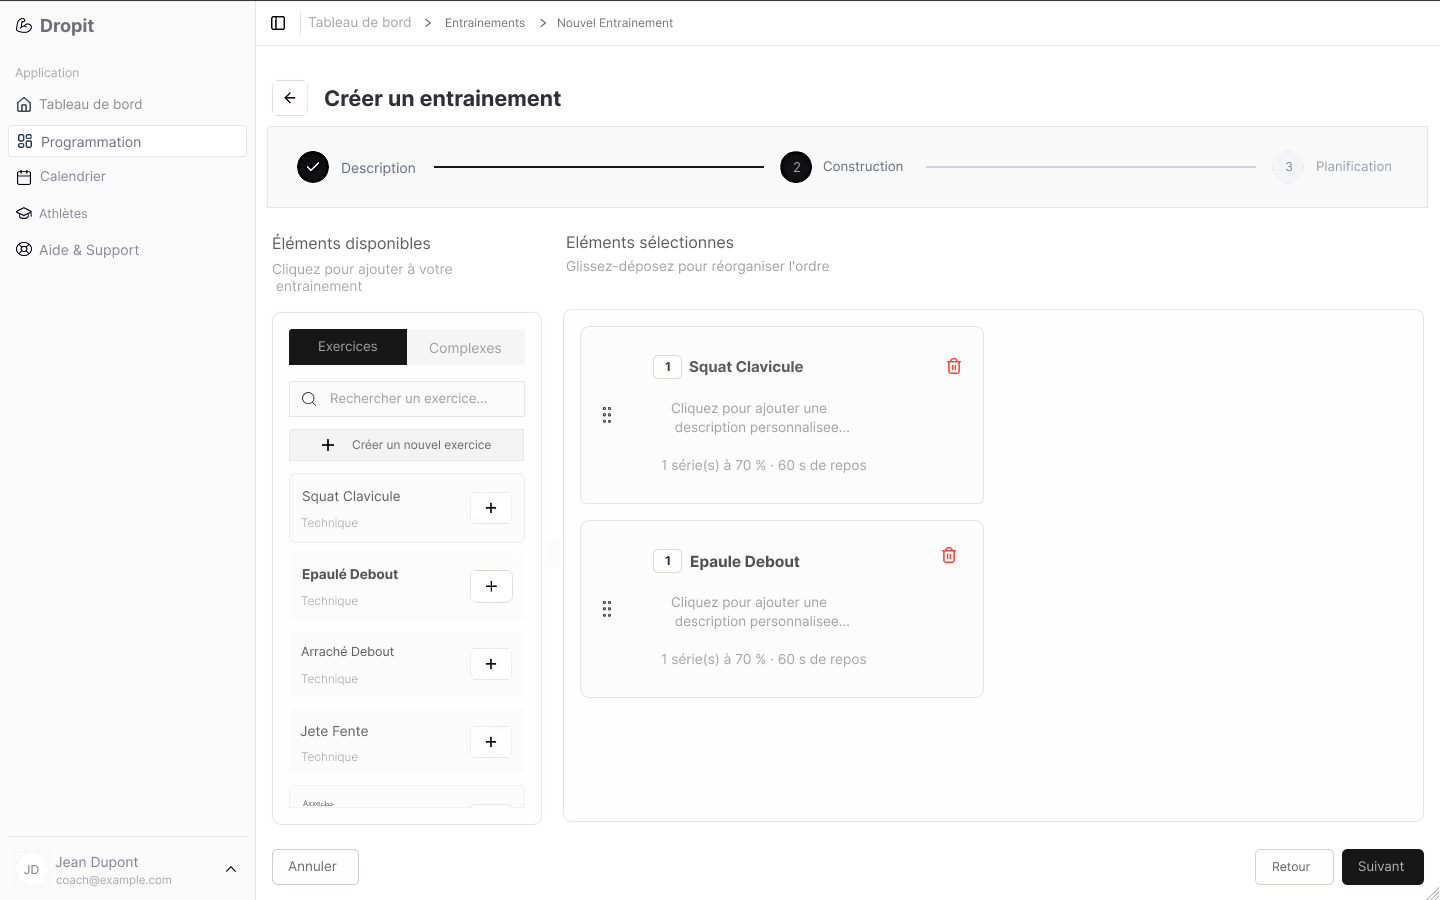 Dropit
Application
Tableau de bord
Programmation
Calendrier
Athlètes
Aide & Support
JD
Jean Dupont
coach@example.com
Tableau de bord > Entrainements > Nouvel Entrainement
Créer un entrainement
Description
2
Construction
3
Planification
Éléments disponibles
Cliquez pour ajouter à votre
entrainement
Exercices
Complexes
Rechercher un exercice...
Créer un nouvel exercice
Squat Clavicule
Technique
Epaulé Debout
Technique
Arraché Debout
Technique
Jete Fente
Technique
Eléments sélectionnes
Glissez-déposez pour réorganiser l'ordre
1 Squat Clavicule
Cliquez pour ajouter une
description personnalisee...
1 série(s) à 70 % · 60 s de repos
1 Epaule Debout
Cliquez pour ajouter une
description personnalisee...
1 série(s) à 70 % · 60 s de repos
Annuler
Retour
Suivant